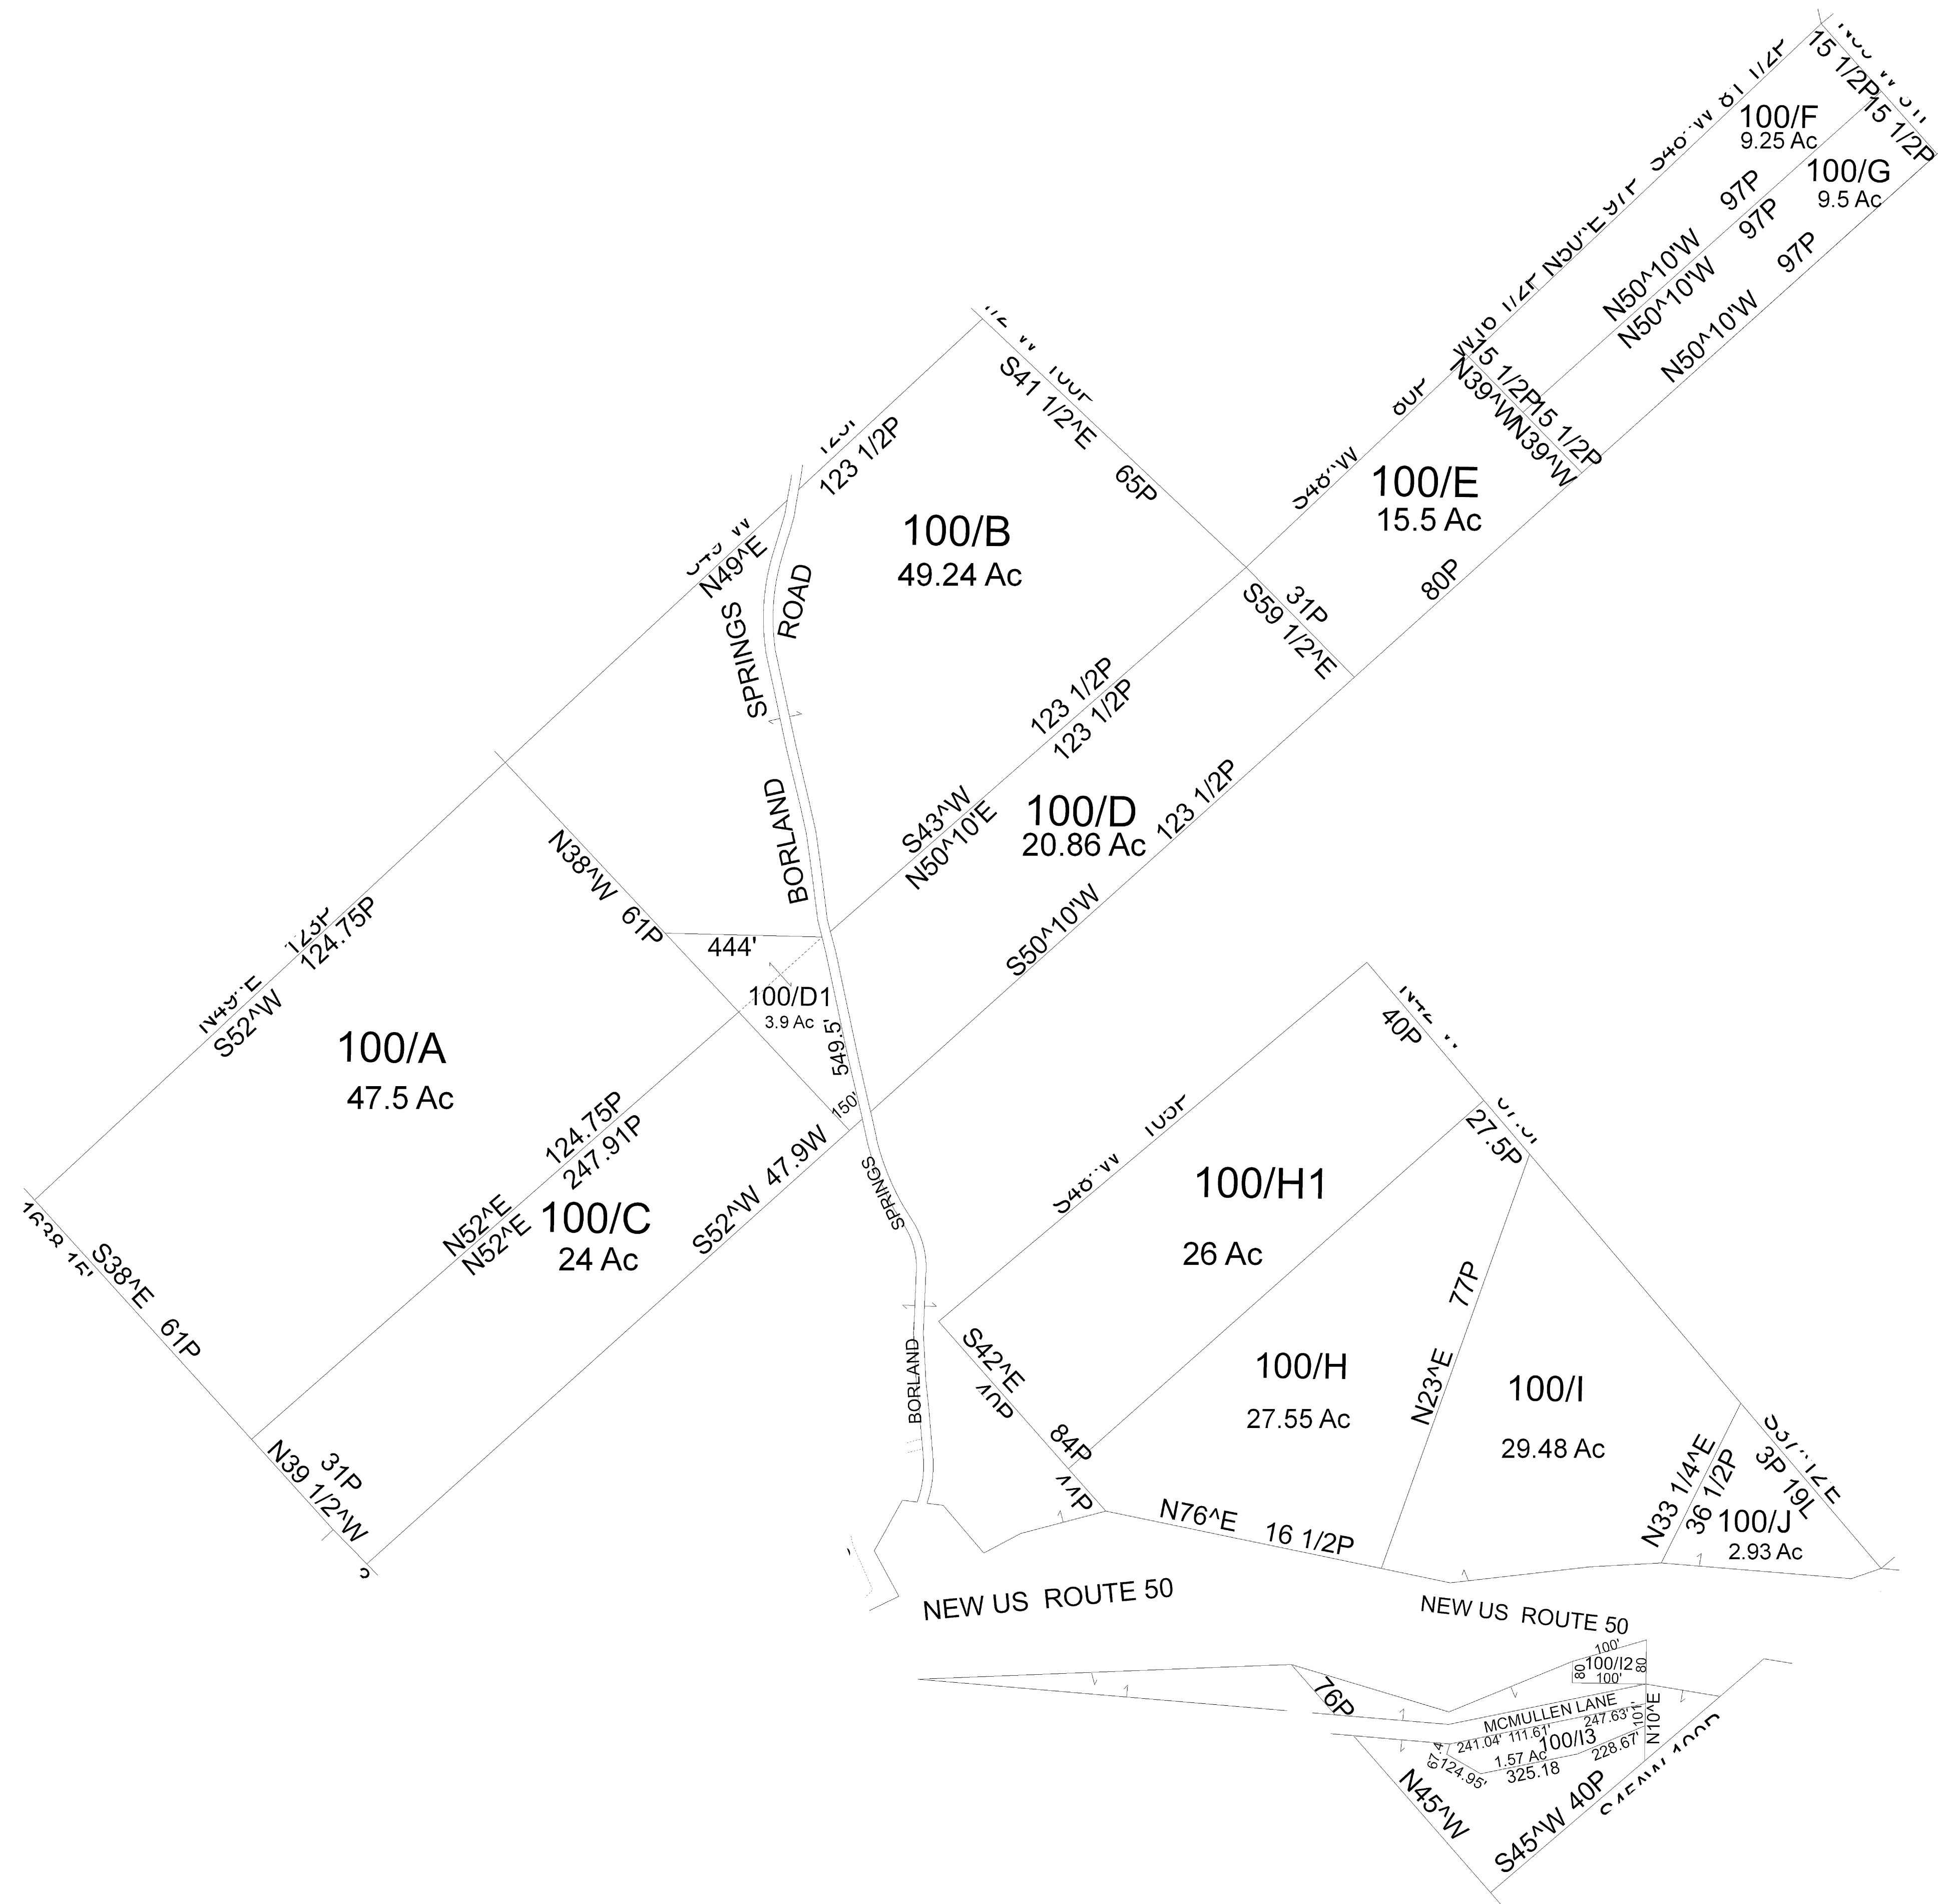 15 1/2P
15 1/2P
100/F
9.25 Ac
100/G
9.5 Ac
97P
97P
97P
N50^10'W
N50^10'W
N50^10'W
15 1/2P
15 1/2P
N39^W
N39^W
S41 1/2^E 65P
123 1/2P
N49^E
100/B
49.24 Ac
100/E
15.5 Ac
80P
31P
S59 1/2^E
SPRINGS
ROAD
BORLAND
S43^W 123 1/2P
N50^10'E 123 1/2P
100/D
20.86 Ac
S50^10'W 123 1/2P
N38^W 61P
444'
100/D1
3.9 Ac
549.5'
150'
124.75P
S52^W
100/A
47.5 Ac
N52^E 124.75P
N52^E 247.91P
100/C
24 Ac
S52^W 47.9W
SPRINGS
BORLAND
S38^E 61P
31P
N39 1/2^W
40P
27.5P
100/H1
26 Ac
S42^E
84P
100/H
27.55 Ac
N23^E 77P
100/I
29.48 Ac
N33 1/4^E
36 1/2P
3P 19L
100/J
2.93 Ac
N76^E 16 1/2P
NEW US ROUTE 50
NEW US ROUTE 50
100'
80
100/I2
80
100'
76P
MCMULLEN LANE
241.04' 111.61' 247.63'
101'
N10^E
100/I3
1.57 Ac
67.4
124.95'
325.18
228.67'
N45^W
S45^W 40P